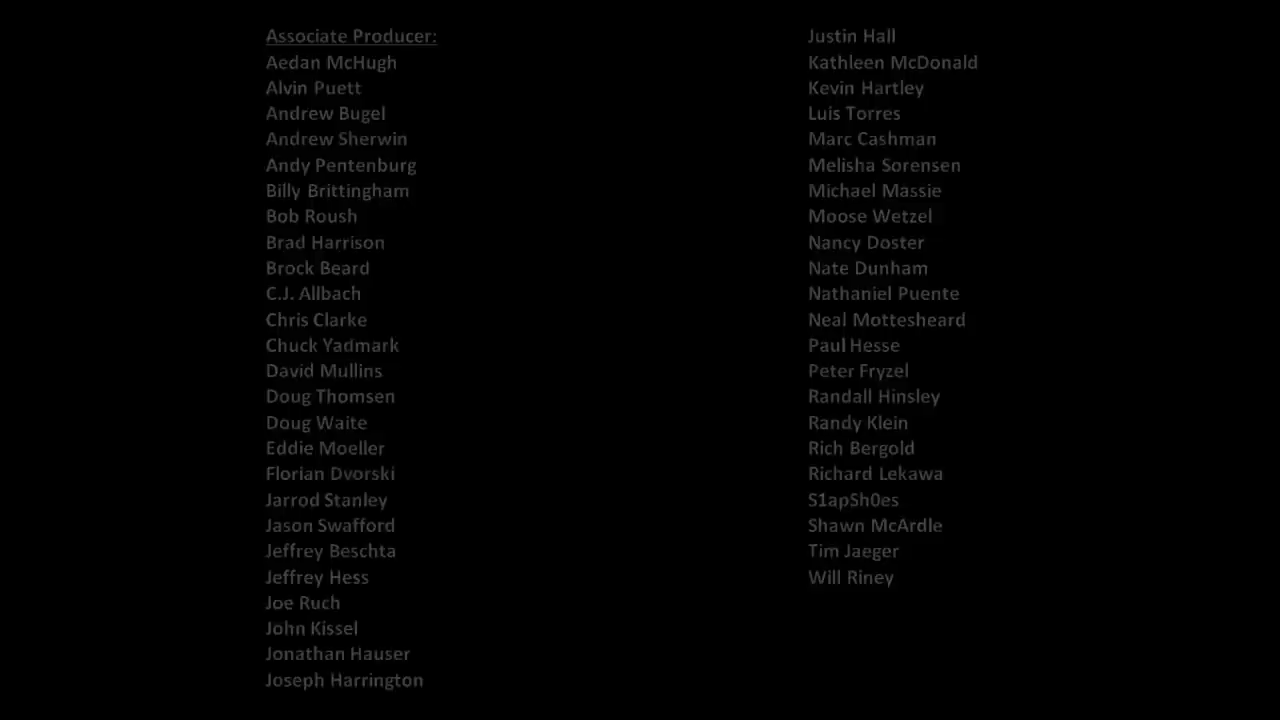 Associate Producer:
Aedan McHugh
Alvin Puett
Andrew Bugel
Andrew Sherwin
Andy Pentenburg
Billy Brittingham
Bob Roush
Brad Harrison
Brock Beard
C.J. Allbach
Chris Clarke
Chuck Yadmark
David Mullins
Doug Thomsen
Doug Waite
Eddie Moeller
Florian Dvorski
Jarrod Stanley
Jason Swafford
Jeffrey Beschta
Jeffrey Hess
Joe Ruch
John Kissel
Jonathan Hauser
Joseph Harrington
Justin Hall
Kathleen McDonald
Kevin Hartley
Luis Torres
Marc Cashman
Melisha Sorensen
Michael Massie
Moose Wetzel
Nancy Doster
Nate Dunham
Nathaniel Puente
Neal Mottesheard
Paul Hesse
Peter Fryzel
Randall Hinsley
Randy Klein
Rich Bergold
Richard Lekawa
S1apSh0es
Shawn McArdle
Tim Jaeger
Will Riney